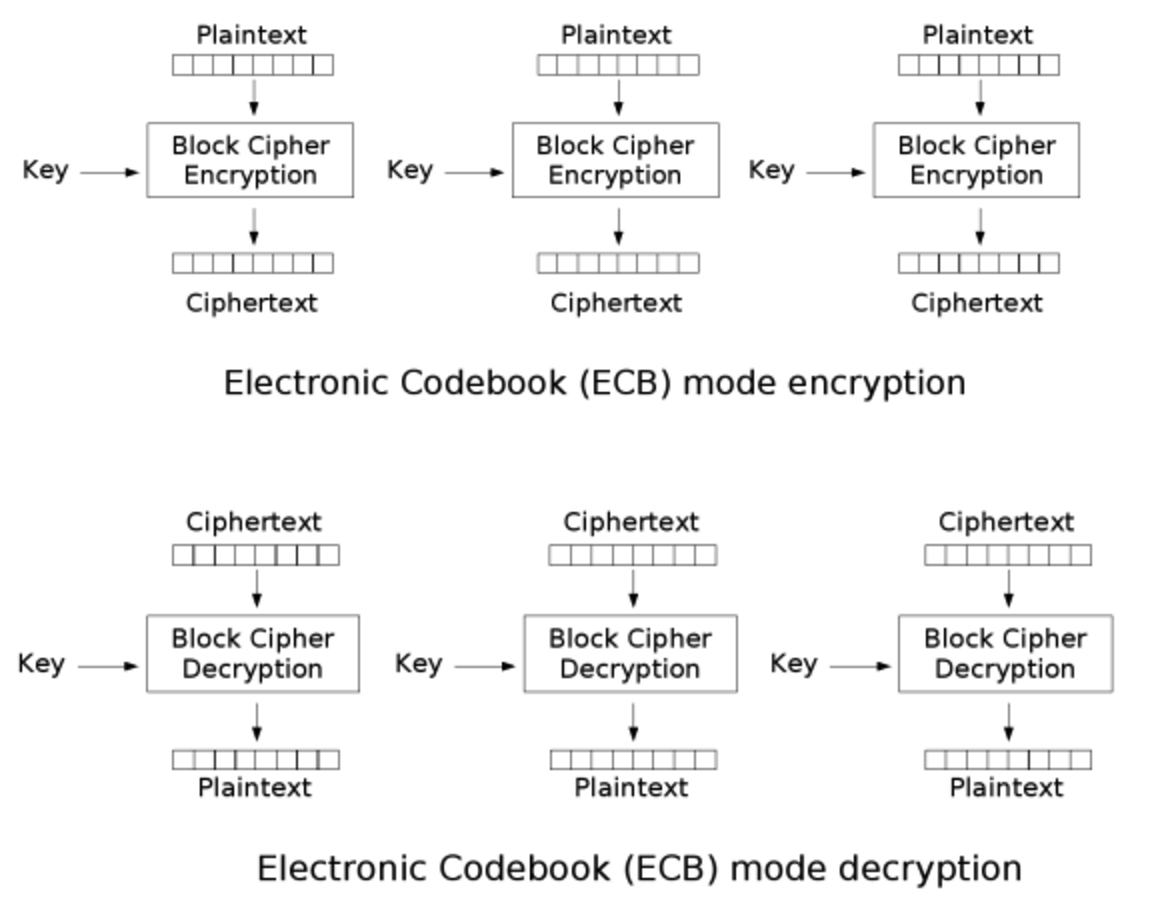 Plaintext Plaintext Plaintext
Block Cipher Block Cipher Block Cipher
Key Key Key
Encryption Encryption Encryption
Ciphertext Ciphertext Ciphertext
Electronic Codebook (ECB) mode encryption
Ciphertext Ciphertext Ciphertext
Block Cipher Block Cipher Block Cipher
Key Key Key
Decryption Decryption Decryption
Plaintext Plaintext Plaintext
Electronic Codebook (ECB) mode decryption